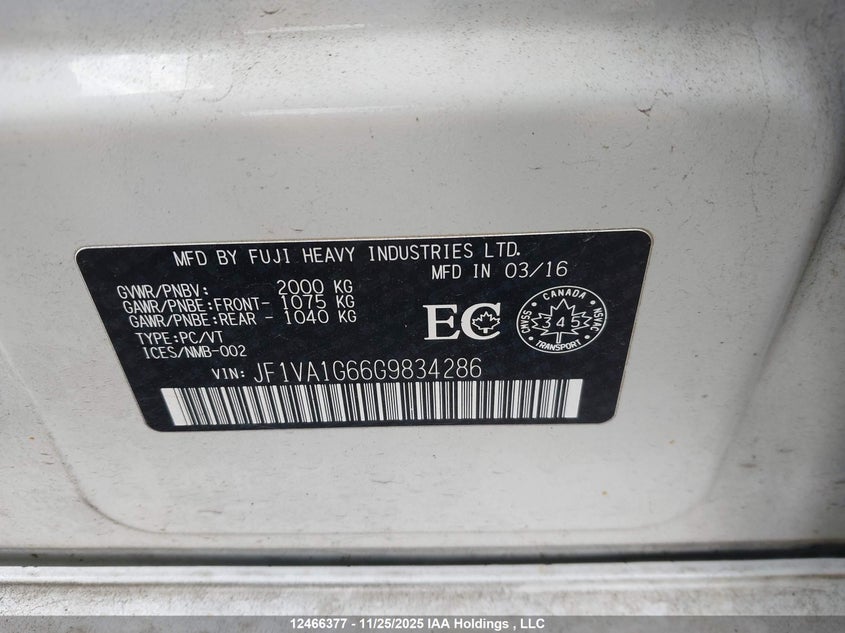 MFD BY FUJI HEAVY INDUSTRIES LTD.
MFD IN 03/16
GVWR/PNBV: 2000 KG
GAWR/PNBE:FRONT- 1075 KG
GAWR/PNBE:REAR - 1040 KG
TYPE:PC/VT
ICES/NMB-002
EC
CANADA
CMVSS 345 NSVAC
TRANSPORT
VIN: JF1VA1G66G9834286
12466377 - 11/25/2025 IAA Holdings , LLC